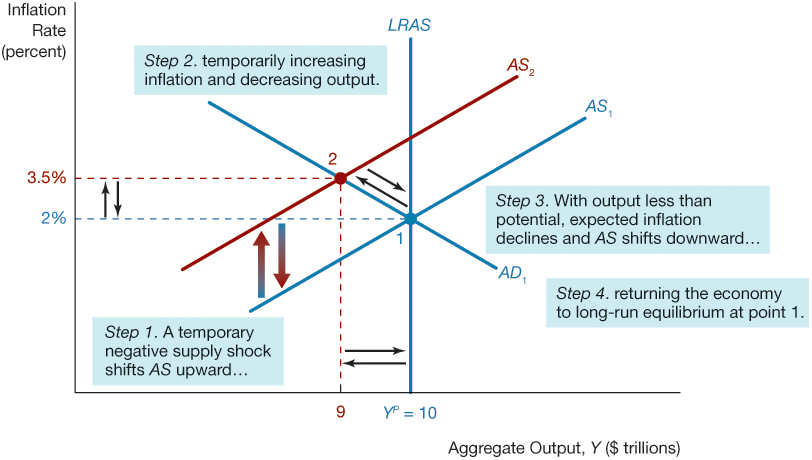 Inflation
Rate
(percent)
LRAS
Step 2. temporarily increasing
inflation and decreasing output.
AS2
AS1
2
3.5%
2%
1
Step 3. With output less than
potential, expected inflation
declines and AS shifts downward…
AD1
Step 4. returning the economy
to long-run equilibrium at point 1.
Step 1. A temporary
negative supply shock
shifts AS upward…
9
YP = 10
Aggregate Output, Y ($ trillions)